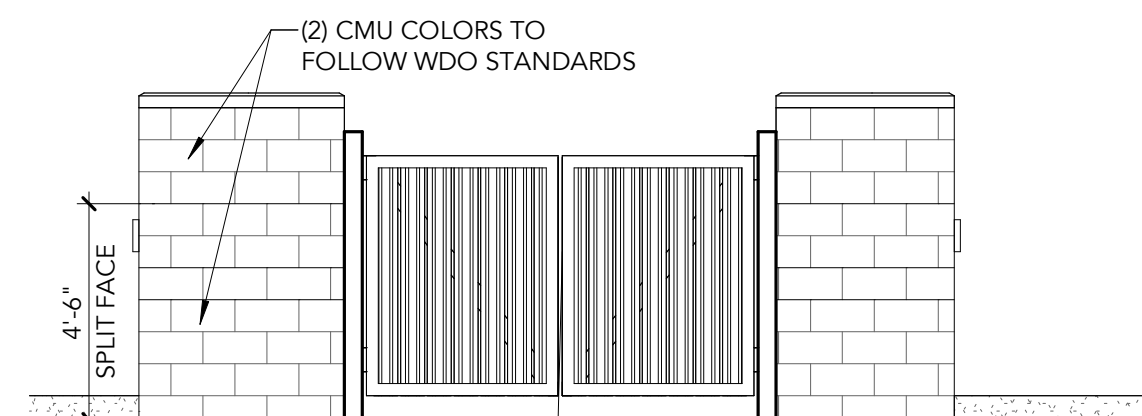 (2) CMU COLORS TO
FOLLOW WDO STANDARDS
4'-6"
SPLIT FACE